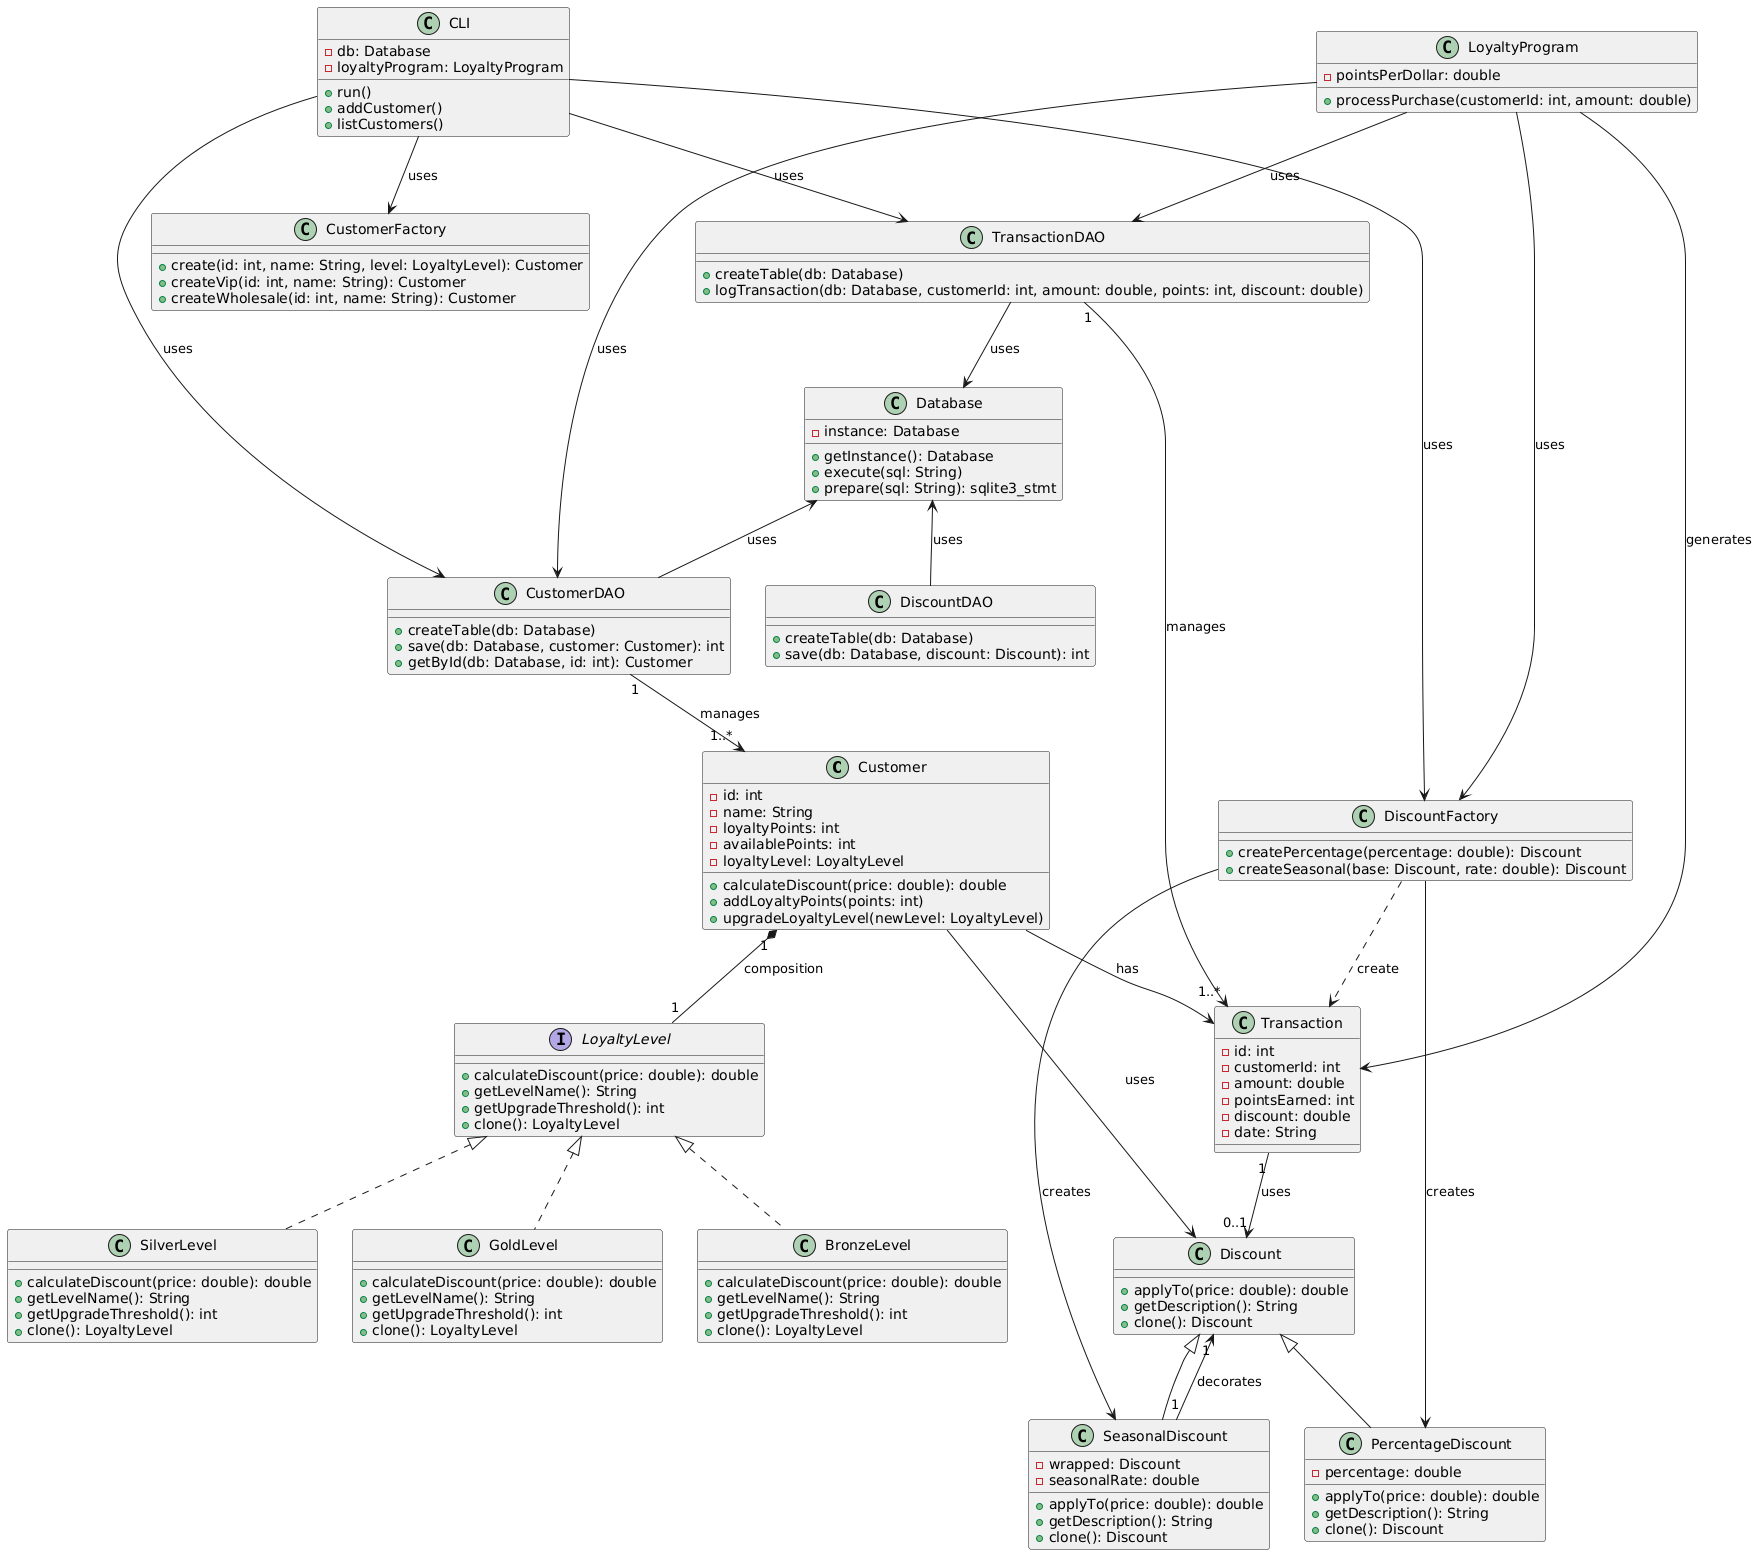 CLI
db: Database
loyaltyProgram: LoyaltyProgram
run()
addCustomer()
listCustomers()
LoyaltyProgram
pointsPerDollar: double
processPurchase(customerId: int, amount: double)
uses
uses
uses
CustomerFactory
create(id: int, name: String, level: LoyaltyLevel): Customer
createVip(id: int, name: String): Customer
createWholesale(id: int, name: String): Customer
TransactionDAO
createTable(db: Database)
logTransaction(db: Database, customerId: int, amount: double, points: int, discount: double)
1
uses
uses
uses
Database
instance: Database
getInstance(): Database
execute(sql: String)
prepare(sql: String): sqlite3_stmt
uses
uses
uses
uses
generates
CustomerDAO
createTable(db: Database)
save(db: Database, customer: Customer): int
getById(db: Database, id: int): Customer
DiscountDAO
createTable(db: Database)
save(db: Database, discount: Discount): int
manages
1
manages
1..*
Customer
id: int
name: String
loyaltyPoints: int
availablePoints: int
loyaltyLevel: LoyaltyLevel
calculateDiscount(price: double): double
addLoyaltyPoints(points: int)
upgradeLoyaltyLevel(newLevel: LoyaltyLevel)
DiscountFactory
createPercentage(percentage: double): Discount
createSeasonal(base: Discount, rate: double): Discount
1
composition
1
has
create
1..*
LoyaltyLevel
calculateDiscount(price: double): double
getLevelName(): String
getUpgradeThreshold(): int
clone(): LoyaltyLevel
uses
Transaction
id: int
customerId: int
amount: double
pointsEarned: int
discount: double
date: String
creates
1
uses
0..1
creates
SilverLevel
calculateDiscount(price: double): double
getLevelName(): String
getUpgradeThreshold(): int
clone(): LoyaltyLevel
GoldLevel
calculateDiscount(price: double): double
getLevelName(): String
getUpgradeThreshold(): int
clone(): LoyaltyLevel
BronzeLevel
calculateDiscount(price: double): double
getLevelName(): String
getUpgradeThreshold(): int
clone(): LoyaltyLevel
Discount
applyTo(price: double): double
getDescription(): String
clone(): Discount
1
decorates
1
SeasonalDiscount
wrapped: Discount
seasonalRate: double
applyTo(price: double): double
getDescription(): String
clone(): Discount
PercentageDiscount
percentage: double
applyTo(price: double): double
getDescription(): String
clone(): Discount